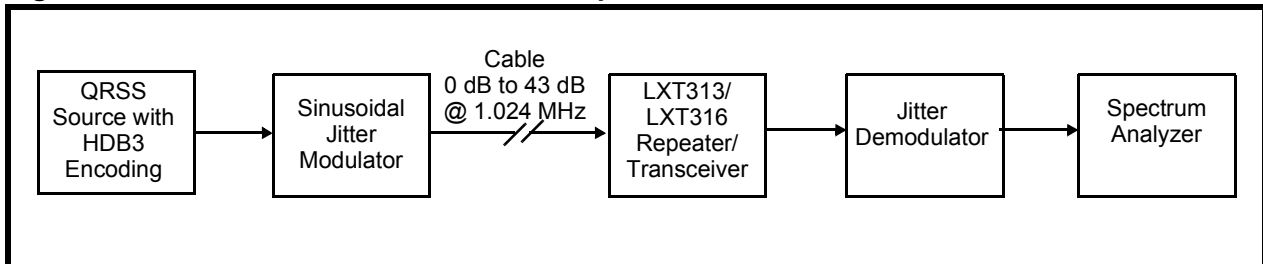 QRSS
Source with
HDB3
Encoding
Sinusoidal
Jitter
Modulator
Cable
0 dB to 43 dB
@ 1.024 MHz
LXT313/
LXT316
Repeater/
Transceiver
Jitter
Demodulator
Spectrum
Analyzer